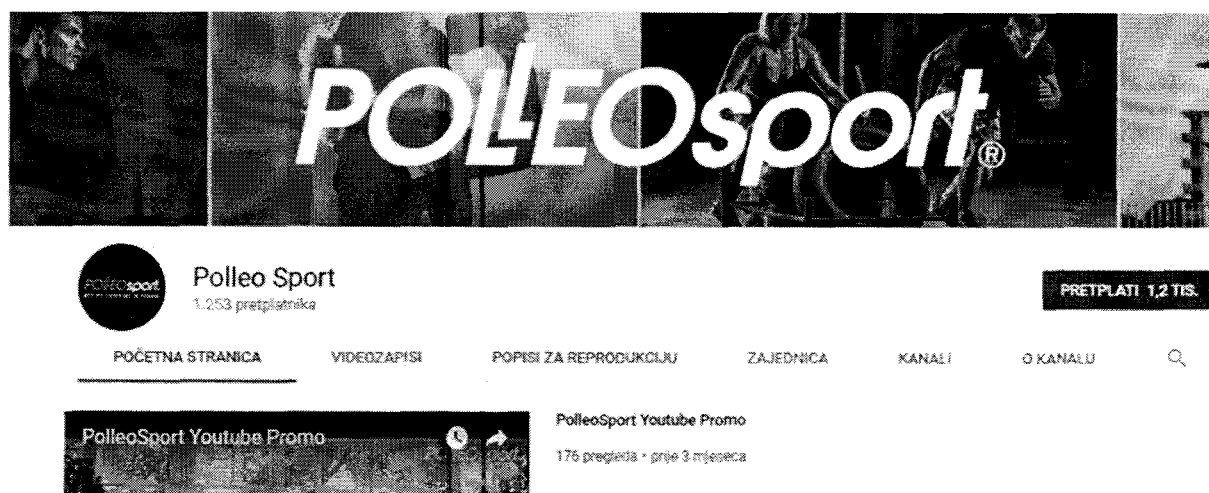 POLLEOsport®
POLLEOsport
Polleo Sport
1.253 pretplatnika
PRETPLATI 1,2 TIS.
POČETNA STRANICA VIDEOZAPISI POPISI ZA REPRODUKCIJU ZAJEDNICA KANALI O KANALU
PolleoSport Youtube Promo
PolleoSport Youtube Promo
176 pregleda • prije 3 mjeseca